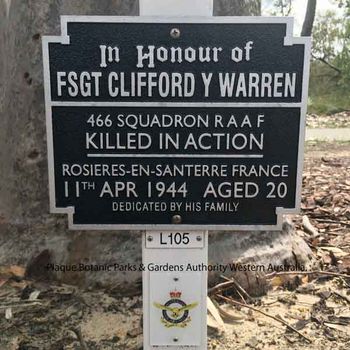 In Honour of
FSGT CLIFFORD Y WARREN
466 SQUADRON R A A F
KILLED IN ACTION
ROSIERES-EN-SANTERRE FRANCE
11TH APR 1944 AGED 20
DEDICATED BY HIS FAMILY
L105
Plaque.Botanic Parks & Gardens Authority Western Australia.